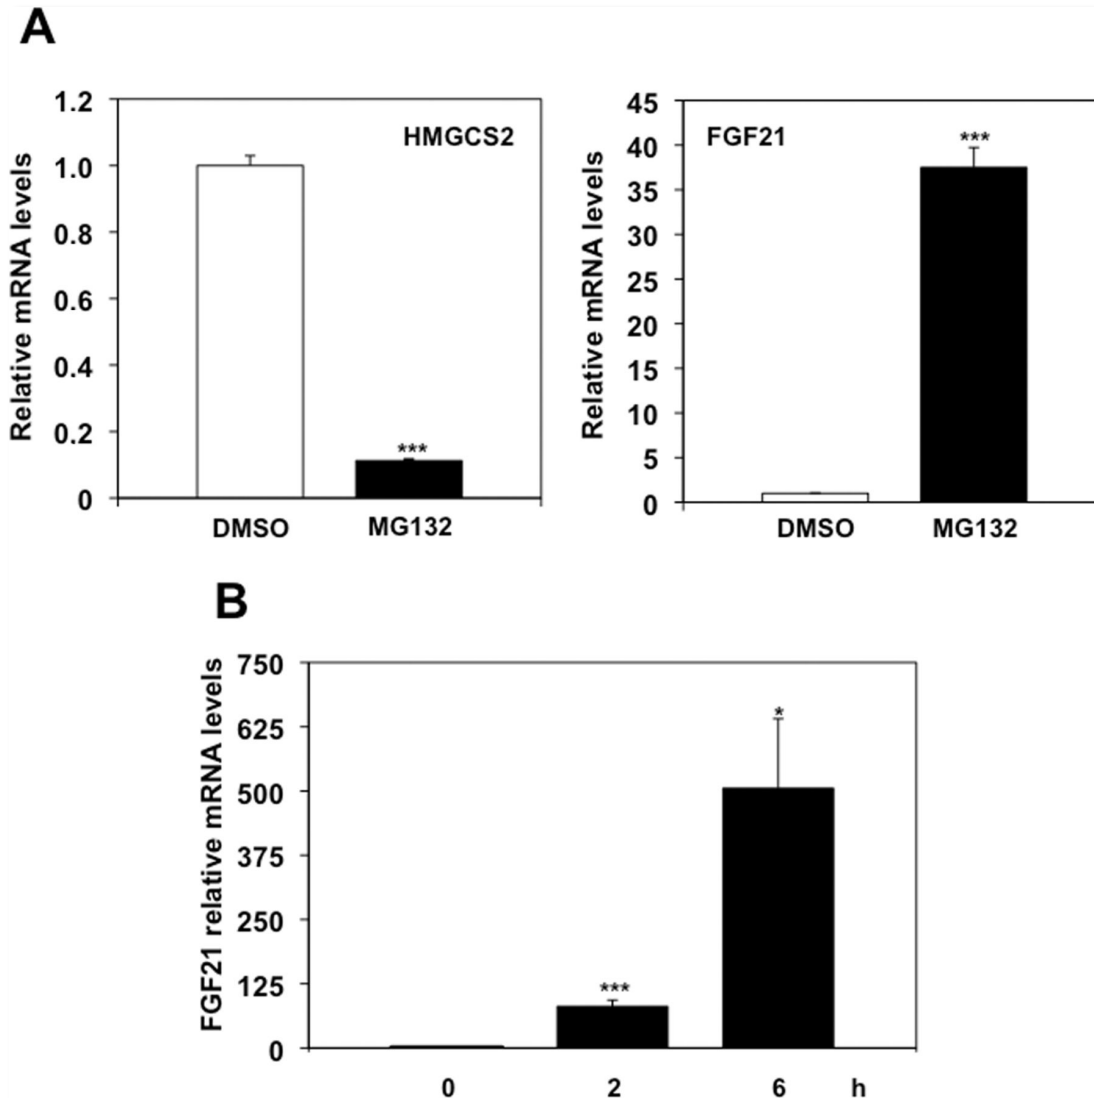 A
Relative mRNA levels
1.2
1.0
0.8
0.6
0.4
0.2
0
HMGCS2
***
DMSO MG132
Relative mRNA levels
45
40
35
30
25
20
15
10
5
0
FGF21
***
DMSO MG132
B
FGF21 relative mRNA levels
750
625
500
375
250
125
0
***
*
0 2 6 h